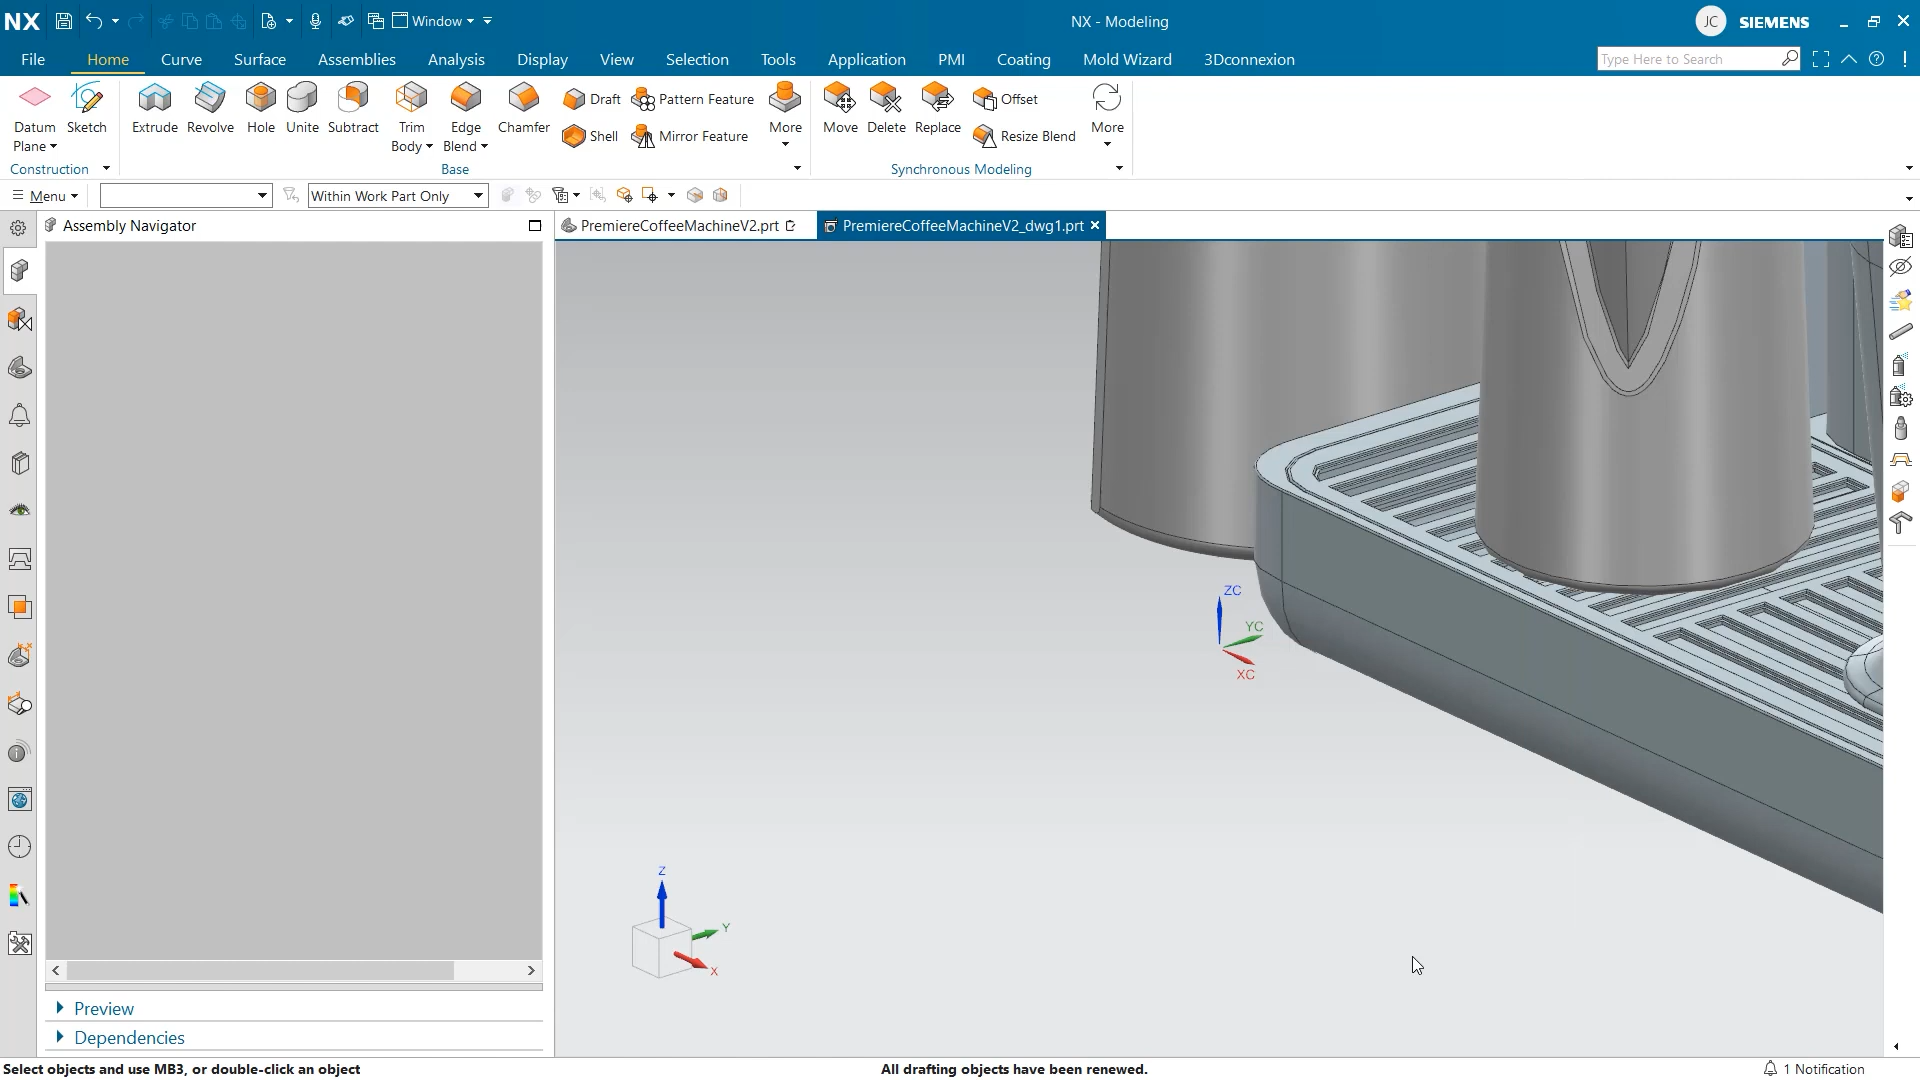 NX
Window
NX - Modeling
JC
SIEMENS
File Home Curve Surface Assemblies Analysis Display View Selection Tools Application PMI Coating Mold Wizard 3Dconnexion
Type Here to Search
Datum Plane
Sketch
Extrude
Revolve
Hole
Unite
Subtract
Trim Body
Edge Blend
Chamfer
Draft
Shell
Pattern Feature
Mirror Feature
More
Move
Delete
Replace
Offset
Resize Blend
More
Construction
Base
Synchronous Modeling
Menu
Within Work Part Only
Assembly Navigator
PremiereCoffeeMachineV2.prt
PremiereCoffeeMachineV2_dwg1.prt
ZC
YC
XC
Z
Y
X
Preview
Dependencies
Select objects and use MB3, or double-click an object
All drafting objects have been renewed.
1 Notification